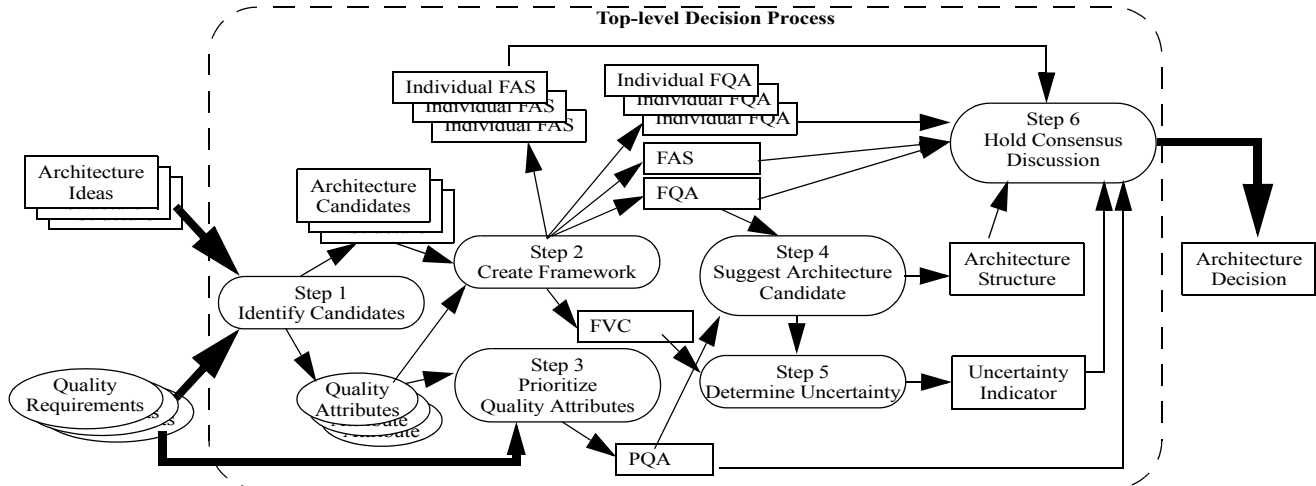 Top-level Decision Process
Individual FAS
Individual FAS
Individual FAS
Individual FQA
Individual FQA
Individual FQA
Step 6
Hold Consensus
Discussion
FAS
FQA
Architecture
Ideas
Architecture
Candidates
Step 2
Create Framework
Step 4
Suggest Architecture
Candidate
Architecture
Structure
Architecture
Decision
Step 1
Identify Candidates
FVC
Step 3
Prioritize
Quality Attributes
Step 5
Determine Uncertainty
Uncertainty
Indicator
Quality
Requirements
Quality
Attributes
Attribute
PQA